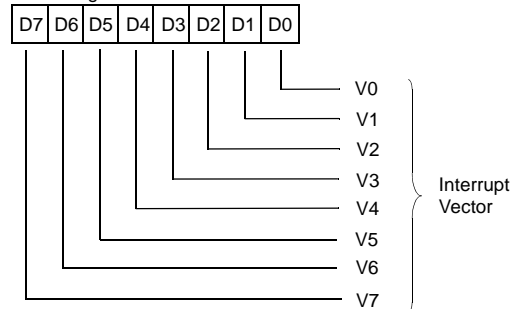 D7 D6 D5 D4 D3 D2 D1 D0
V0
V1
V2
V3
V4
V5
V6
V7
Interrupt
Vector